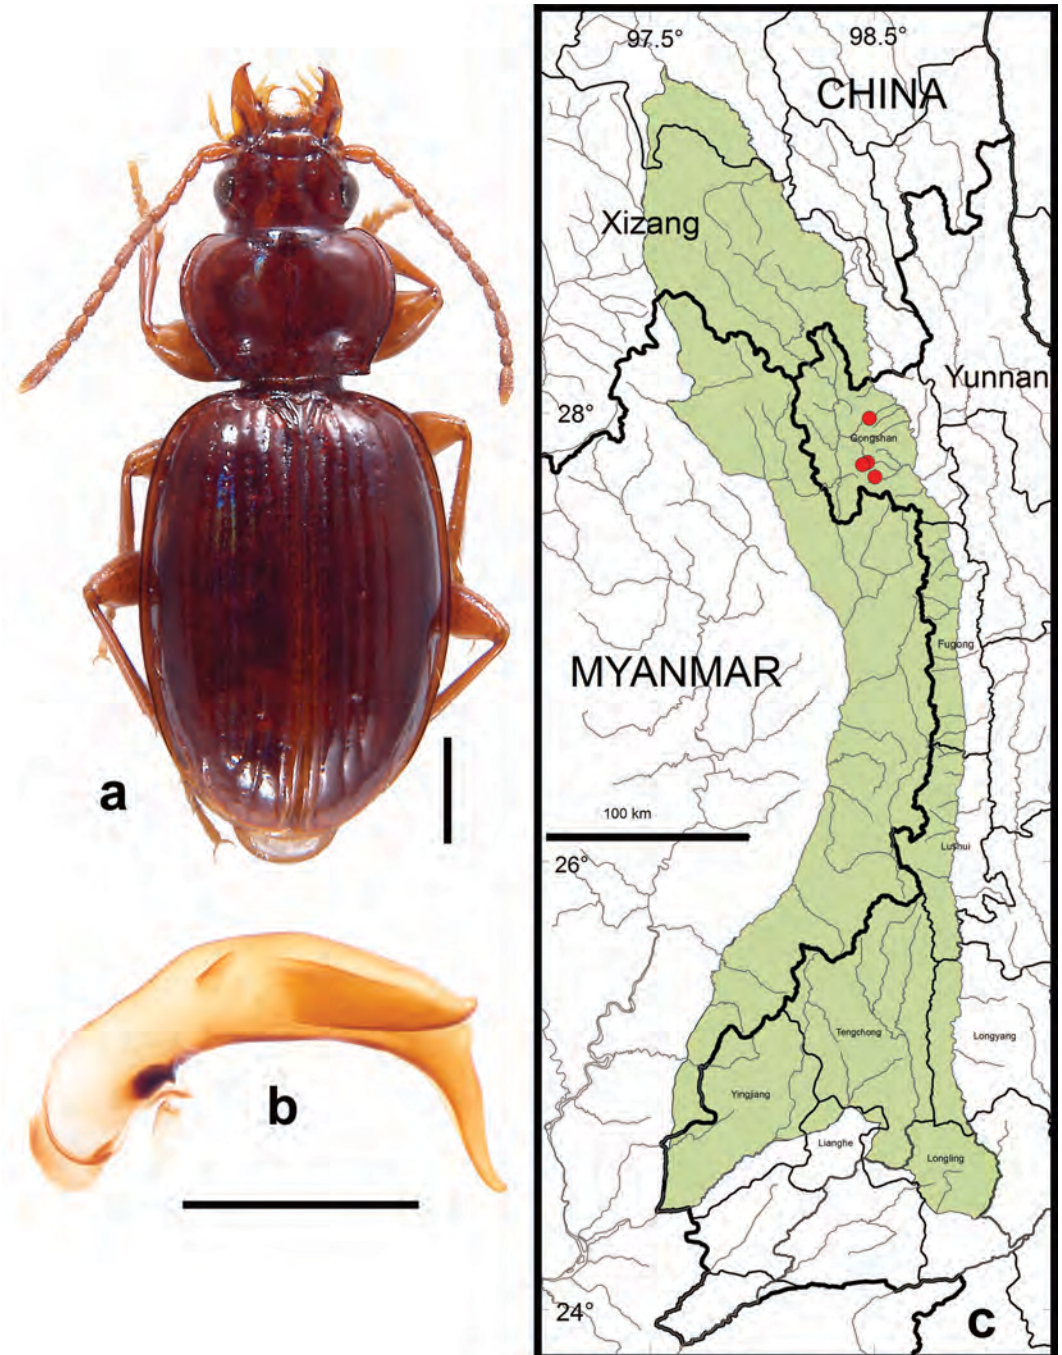 a
b
97.5°
98.5°
CHINA
Xizang
Yunnan
28°
Gongshan
MYANMAR
Fugong
100 km
26°
Lushui
Tengchong
Longyang
Yingjiang
Lianghe
Longling
24°
c